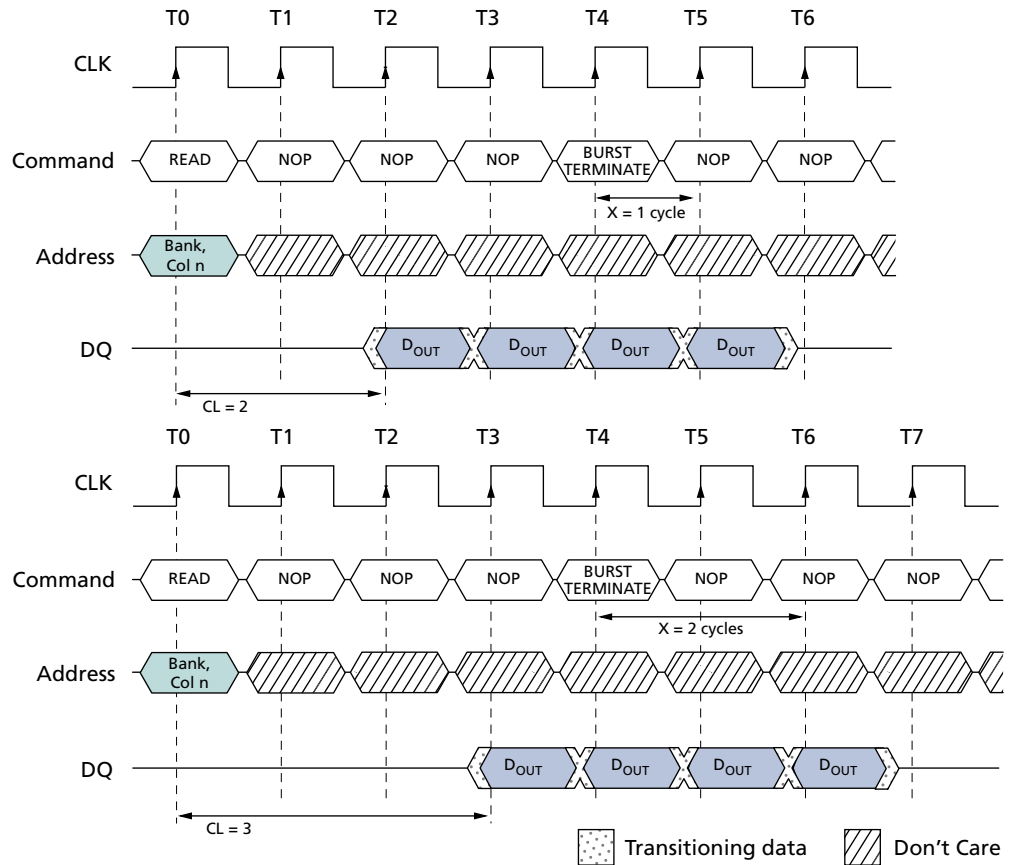 T0 T1 T2 T3 T4 T5 T6
CLK
Command READ NOP NOP NOP BURST TERMINATE NOP NOP
X = 1 cycle
Address Bank, Col n
DQ DOUT DOUT DOUT DOUT
CL = 2
T0 T1 T2 T3 T4 T5 T6 T7
CLK
Command READ NOP NOP NOP BURST TERMINATE NOP NOP NOP
X = 2 cycles
Address Bank, Col n
DQ DOUT DOUT DOUT DOUT
CL = 3
Transitioning data Don't Care